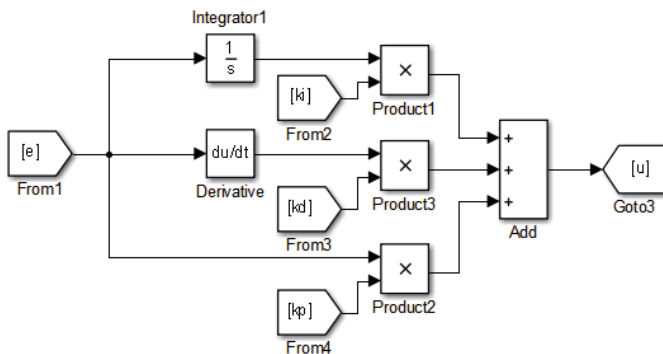 Integrator1
1
s
[ki]
From2
Product1
[e]
From1
du/dt
Derivative
[kd]
From3
Product3
+
+
+
Add
[u]
Goto3
[kp]
From4
×
×
×
Product2